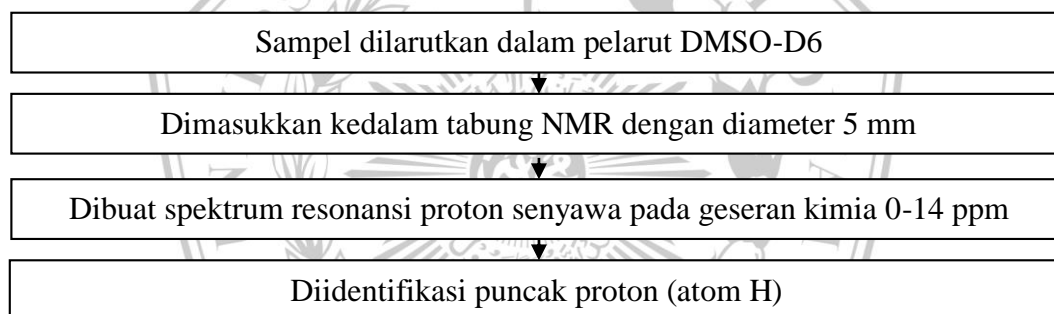 Sampel dilarutkan dalam pelarut DMSO-D6
Dimasukkan kedalam tabung NMR dengan diameter 5 mm
Dibuat spektrum resonansi proton senyawa pada geseran kimia 0-14 ppm
Diidentifikasi puncak proton (atom H)